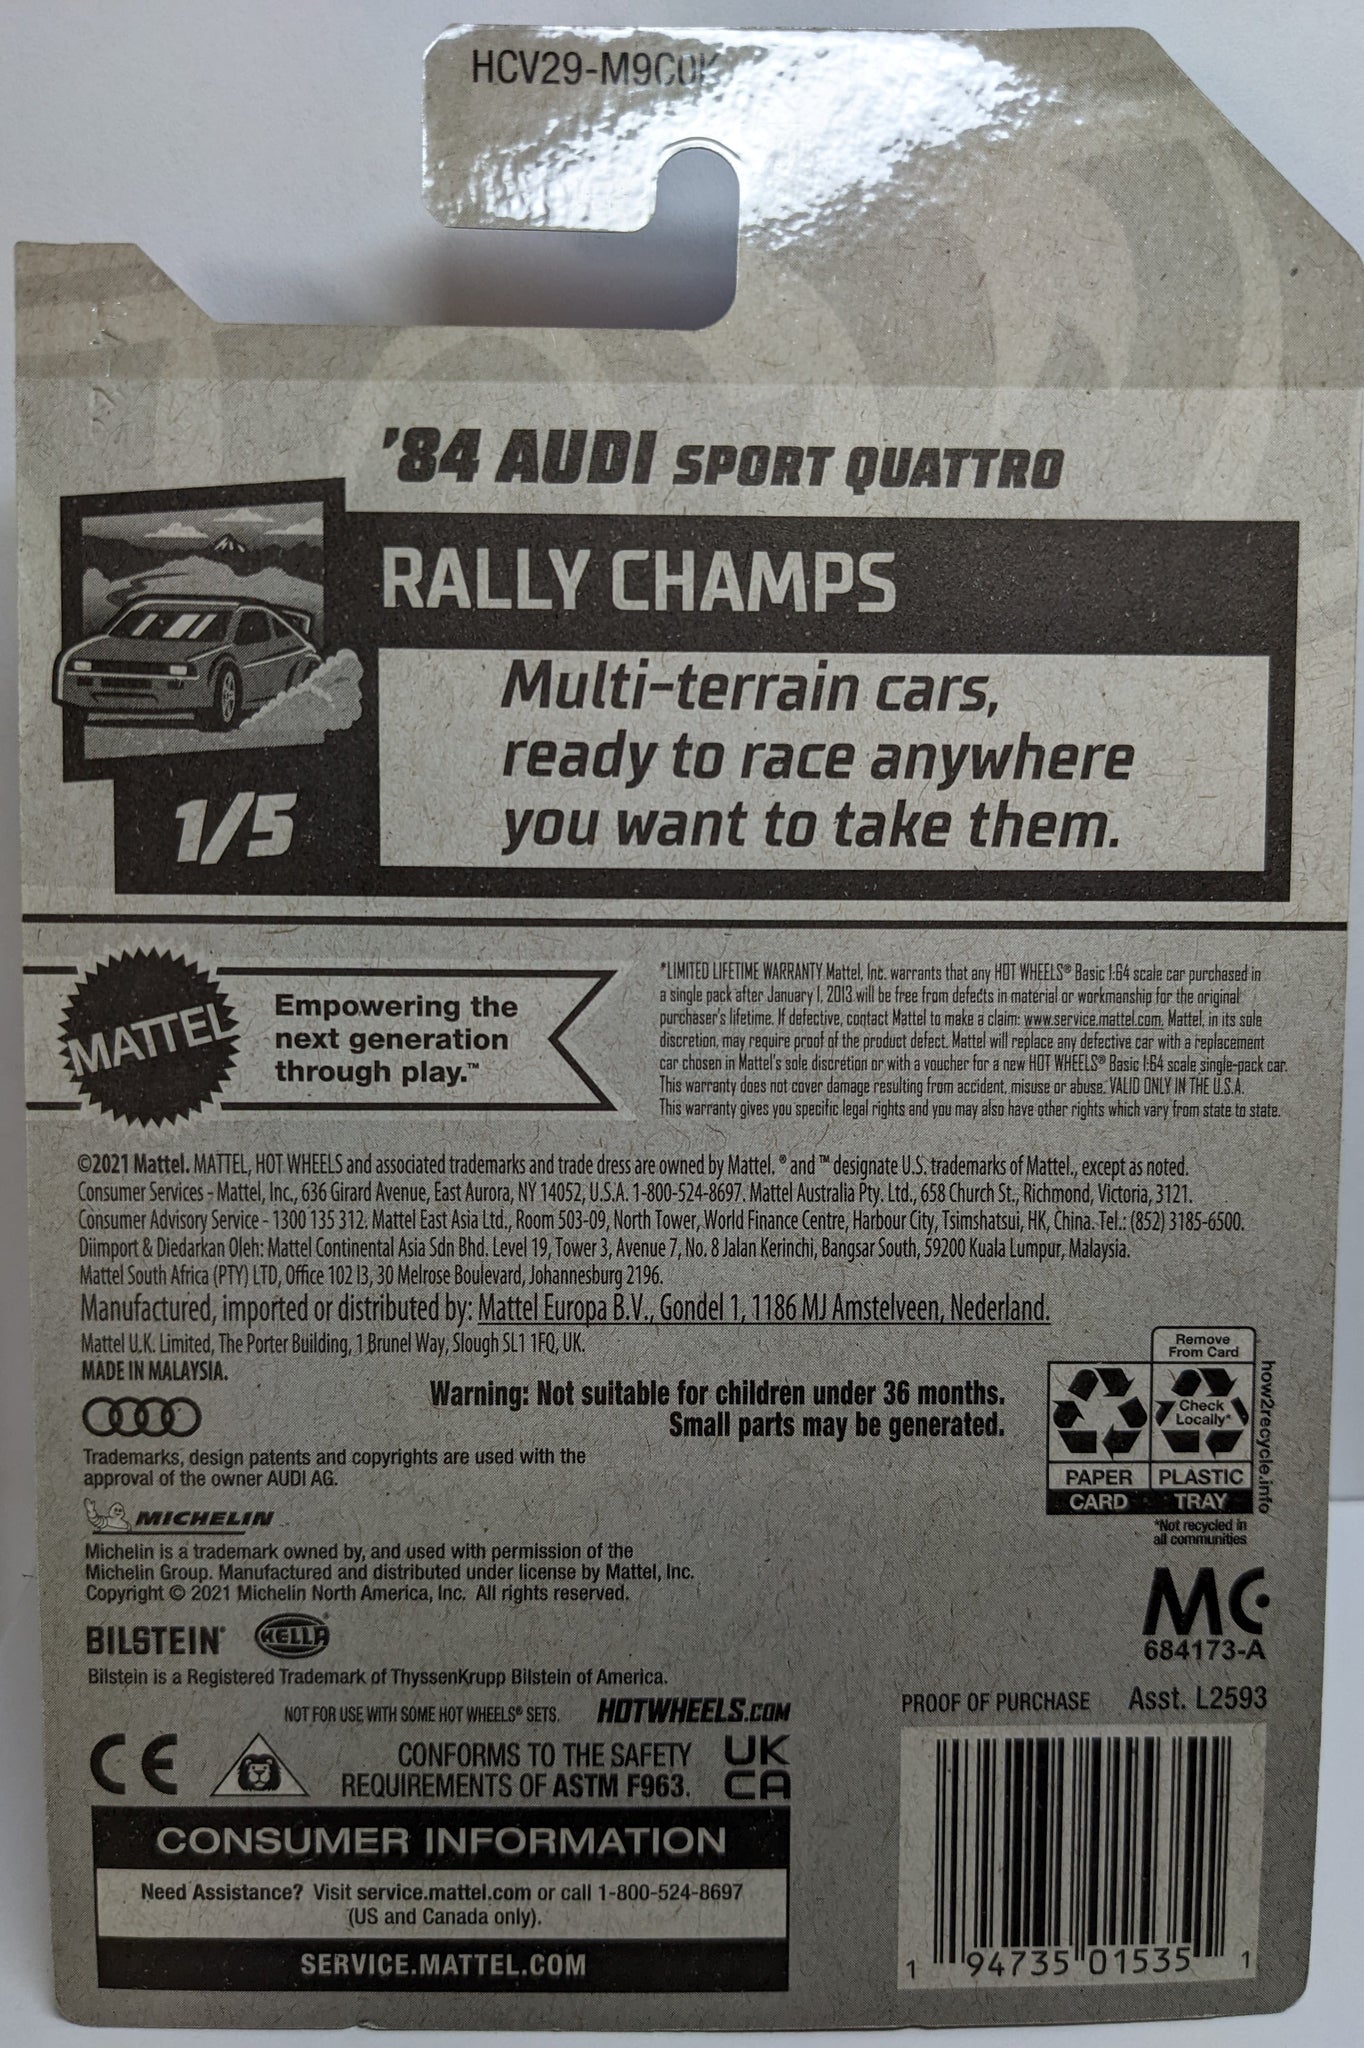 HCV29-M9C0K
'84 AUDI SPORT QUATTRO
RALLY CHAMPS
Multi-terrain cars,
ready to race anywhere
you want to take them.
1/5
MATTEL
Empowering the
next generation
through play.™
*LIMITED LIFETIME WARRANTY Mattel, Inc. warrants that any HOT WHEELS® Basic 1:64 scale car purchased in
a single pack after January 1, 2013 will be free from defects in material or workmanship for the original
purchaser's lifetime. If defective, contact Mattel to make a claim: www.service.mattel.com. Mattel, in its sole
discretion, may require proof of the product defect. Mattel will replace any defective car with a replacement
car chosen in Mattel's sole discretion or with a voucher for a new HOT WHEELS® Basic 1:64 scale single-pack car.
This warranty does not cover damage resulting from accident, misuse or abuse. VALID ONLY IN THE U.S.A.
This warranty gives you specific legal rights and you may also have other rights which vary from state to state.
©2021 Mattel. MATTEL, HOT WHEELS and associated trademarks and trade dress are owned by Mattel. ® and ™ designate U.S. trademarks of Mattel., except as noted.
Consumer Services - Mattel, Inc., 636 Girard Avenue, East Aurora, NY 14052, U.S.A. 1-800-524-8697. Mattel Australia Pty. Ltd., 658 Church St., Richmond, Victoria, 3121.
Consumer Advisory Service - 1300 135 312. Mattel East Asia Ltd., Room 503-09, North Tower, World Finance Centre, Harbour City, Tsimshatsui, HK, China. Tel.: (852) 3185-6500.
Diimport & Diedarkan Oleh: Mattel Continental Asia Sdn Bhd. Level 19, Tower 3, Avenue 7, No. 8 Jalan Kerinchi, Bangsar South, 59200 Kuala Lumpur, Malaysia.
Mattel South Africa (PTY) LTD, Office 102 I3, 30 Melrose Boulevard, Johannesburg 2196.
Manufactured, imported or distributed by: Mattel Europa B.V., Gondel 1, 1186 MJ Amstelveen, Nederland.
Mattel U.K. Limited, The Porter Building, 1 Brunel Way, Slough SL1 1FQ, UK.
MADE IN MALAYSIA.
Warning: Not suitable for children under 36 months.
Small parts may be generated.
Remove
From Card
Check
Locally*
PAPER
PLASTIC
CARD
TRAY
how2recycle.info
*Not recycled in
all communities
Trademarks, design patents and copyrights are used with the
approval of the owner AUDI AG.
MICHELIN
Michelin is a trademark owned by, and used with permission of the
Michelin Group. Manufactured and distributed under license by Mattel, Inc.
Copyright © 2021 Michelin North America, Inc. All rights reserved.
BILSTEIN® HELLA®
Bilstein is a Registered Trademark of ThyssenKrupp Bilstein of America.
MC
684173-A
NOT FOR USE WITH SOME HOT WHEELS® SETS. HOTWHEELS.COM
PROOF OF PURCHASE Asst. L2593
CE
CONFORMS TO THE SAFETY
REQUIREMENTS OF ASTM F963.
UK
CA
CONSUMER INFORMATION
Need Assistance? Visit service.mattel.com or call 1-800-524-8697
(US and Canada only).
SERVICE.MATTEL.COM
1 94735 01535 1